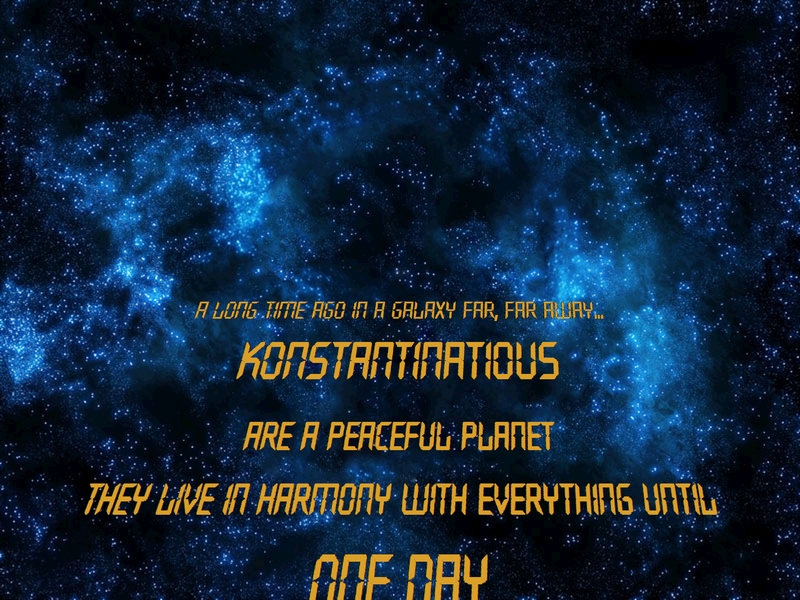 A LONG TIME AGO IN A GALAXY FAR, FAR AWAY...
KONSTANTINATIOUS
ARE A PEACEFUL PLANET
THEY LIVE IN HARMONY WITH EVERYTHING UNTIL
ONE DAY